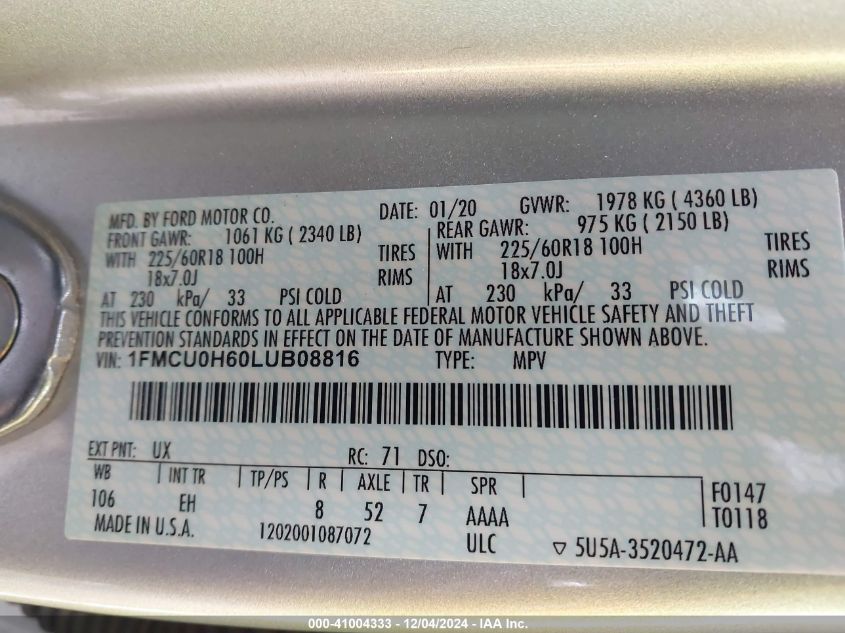 MFD. BY FORD MOTOR CO. DATE: 01/20 GVWR: 1978 KG ( 4360 LB)
FRONT GAWR: 1061 KG ( 2340 LB) REAR GAWR: 975 KG ( 2150 LB)
WITH 225/60R18 100H TIRES WITH 225/60R18 100H TIRES
18x7.0J RIMS 18x7.0J RIMS
AT 230 kPa/ 33 PSI COLD AT 230 kPa/ 33 PSI COLD
THIS VEHICLE CONFORMS TO ALL APPLICABLE FEDERAL MOTOR VEHICLE SAFETY AND THEFT
PREVENTION STANDARDS IN EFFECT ON THE DATE OF MANUFACTURE SHOWN ABOVE.
VIN: 1FMCU0H60LUB08816 TYPE: MPV
EXT PNT: UX RC: 71 DSO:
WB INT TR TP/PS R AXLE TR SPR
106 EH 8 52 7 AAAA F0147
T0118
MADE IN U.S.A. 1202001087072 ULC ▽ 5U5A-3520472-AA
000-41004333 - 12/04/2024 - IAA Inc.